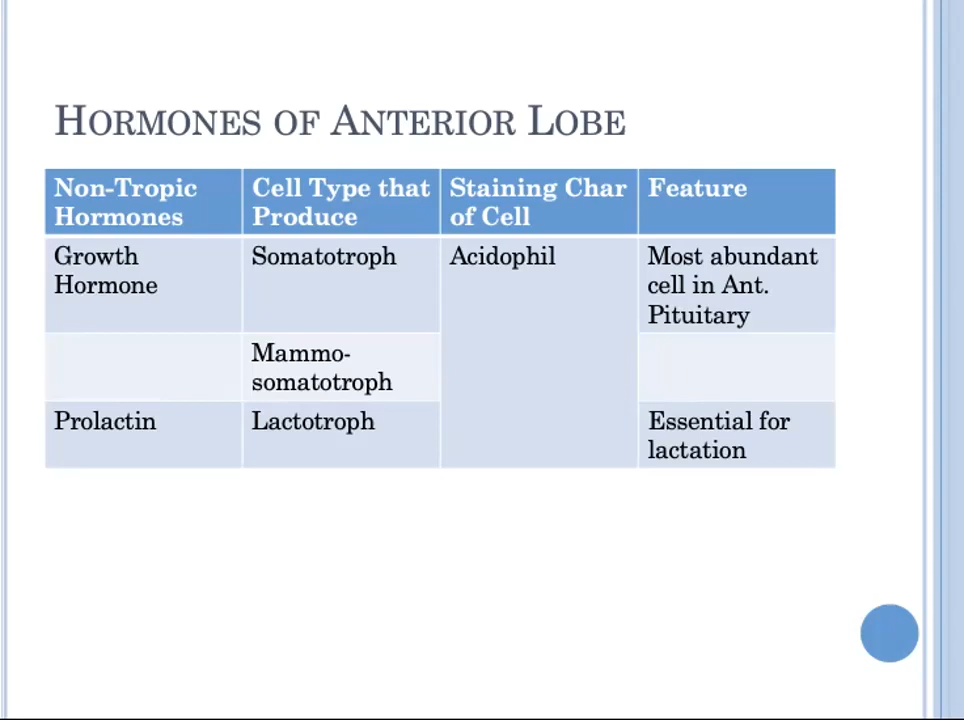 HORMONES OF ANTERIOR LOBE
Non-Tropic
Hormones
Cell Type that
Produce
Staining Char
of Cell
Feature
Growth
Hormone
Somatotroph
Acidophil
Most abundant
cell in Ant.
Pituitary
Mammo-
somatotroph
Prolactin
Lactotroph
Essential for
lactation